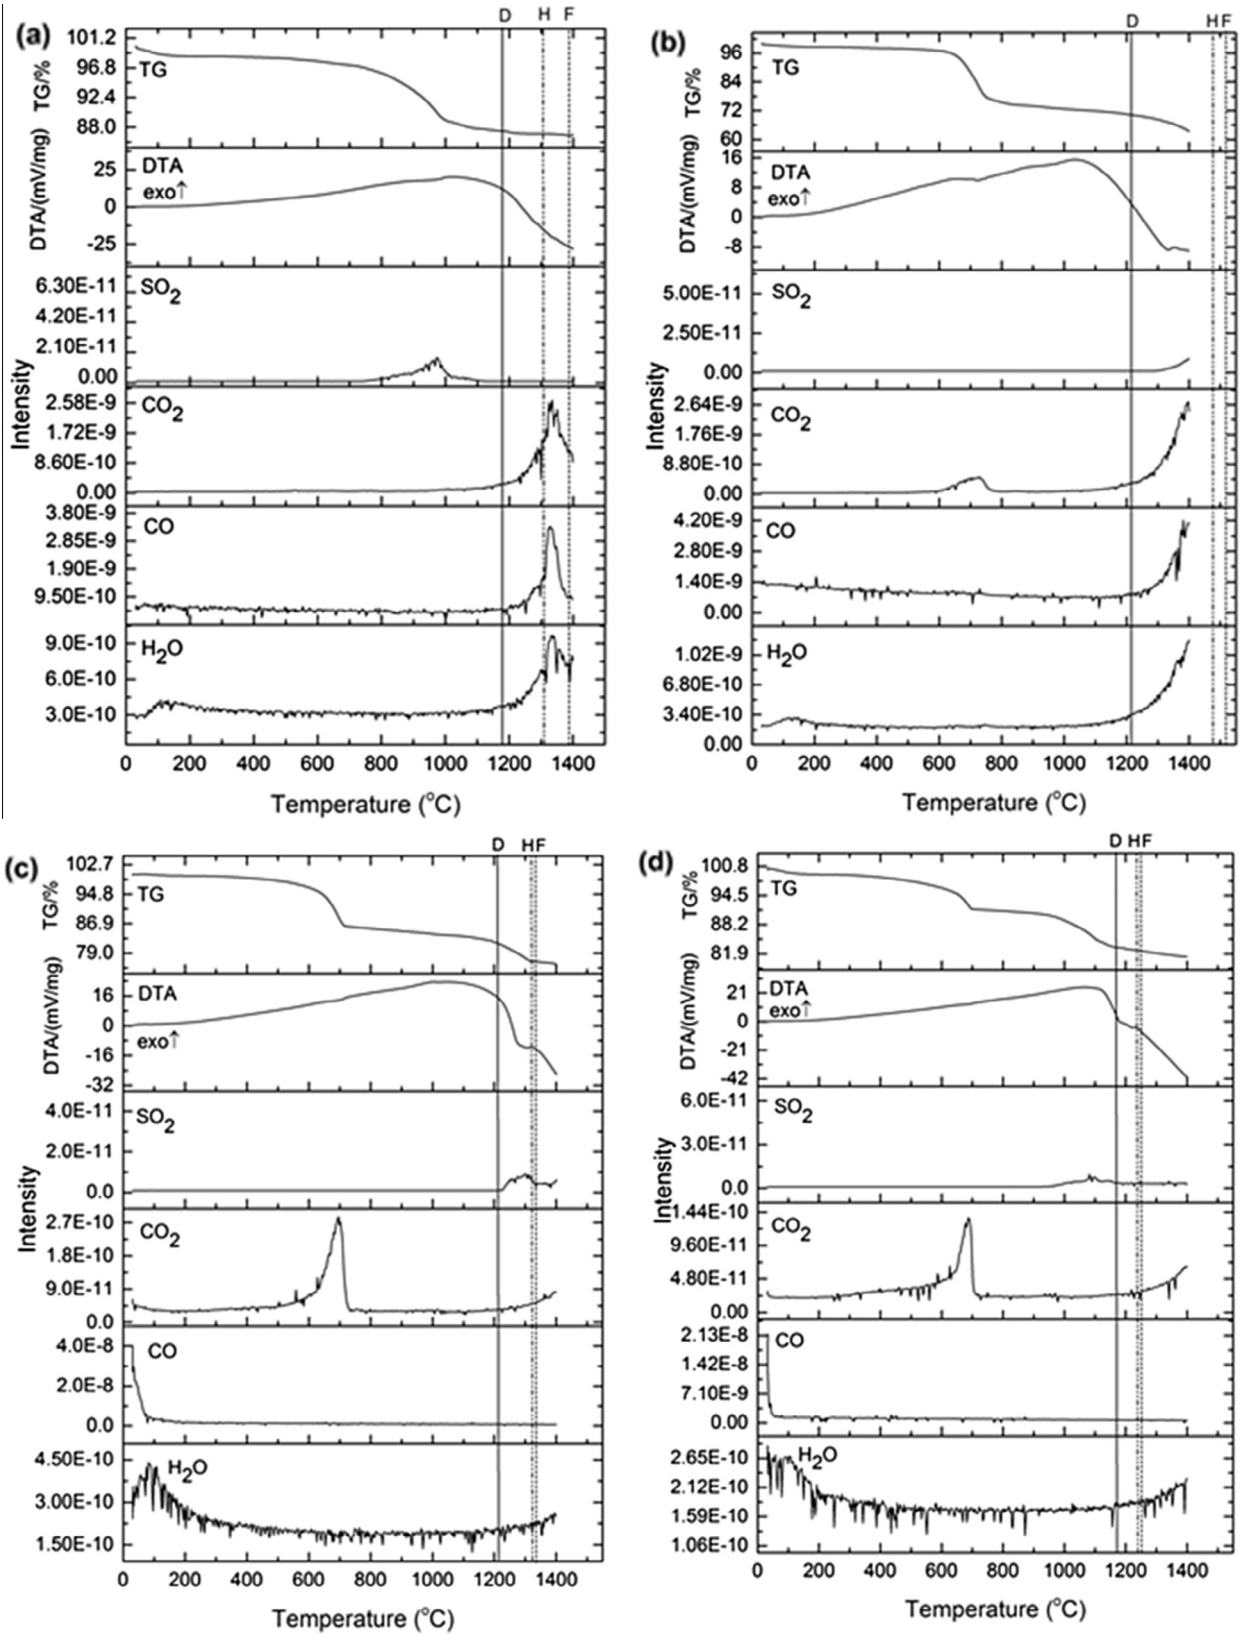 (a)
D H F
101.2
96.8
92.4
88.0
TG/%
TG
25
0
-25
DTA/(mV/mg)
DTA
exo↑
6.30E-11
4.20E-11
2.10E-11
0.00
SO2
Intensity
2.58E-9
1.72E-9
8.60E-10
0.00
CO2
3.80E-9
2.85E-9
1.90E-9
9.50E-10
CO
9.0E-10
6.0E-10
3.0E-10
H2O
0 200 400 600 800 1000 1200 1400
Temperature (oC)
(b)
D H F
96
84
72
60
TG/%
TG
16
8
0
-8
DTA/(mV/mg)
DTA
exo↑
5.00E-11
2.50E-11
0.00
SO2
Intensity
2.64E-9
1.76E-9
8.80E-10
0.00
CO2
4.20E-9
2.80E-9
1.40E-9
0.00
CO
1.02E-9
6.80E-10
3.40E-10
0.00
H2O
0 200 400 600 800 1000 1200 1400
Temperature (oC)
(c)
D H F
102.7
94.8
86.9
79.0
TG/%
TG
16
0
-16
-32
DTA/(mV/mg)
DTA
exo↑
4.0E-11
2.0E-11
0.0
SO2
Intensity
2.7E-10
1.8E-10
9.0E-11
0.0
CO2
4.0E-8
2.0E-8
0.0
CO
4.50E-10
3.00E-10
1.50E-10
H2O
0 200 400 600 800 1000 1200 1400
Temperature (oC)
(d)
D H F
100.8
94.5
88.2
81.9
TG/%
TG
21
0
-21
-42
DTA/(mV/mg)
DTA
exo↑
6.0E-11
3.0E-11
0.0
SO2
Intensity
1.44E-10
9.60E-11
4.80E-11
0.00
CO2
2.13E-8
1.42E-8
7.10E-9
0.00
CO
2.65E-10
2.12E-10
1.59E-10
1.06E-10
H2O
0 200 400 600 800 1000 1200 1400
Temperature (oC)